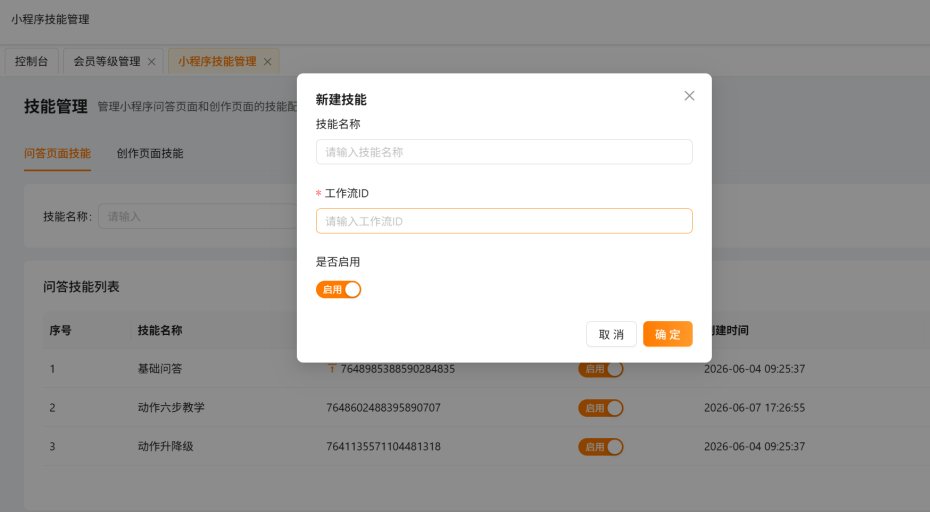 小程序技能管理
控制台 会员等级管理 小程序技能管理
技能管理 管理小程序问答页面和创作页面的技能配
问答页面技能 创作页面技能
技能名称: 请输入
新建技能
技能名称
请输入技能名称
* 工作流ID
请输入工作流ID
是否启用
启用
取 消 确 定
问答技能列表
序号 技能名称 建时间
1 基础问答 7648985388590284835 启用 2026-06-04 09:25:37
2 动作六步教学 7648602488395890707 启用 2026-06-07 17:26:55
3 动作升降级 7641135571104481318 启用 2026-06-04 09:25:37